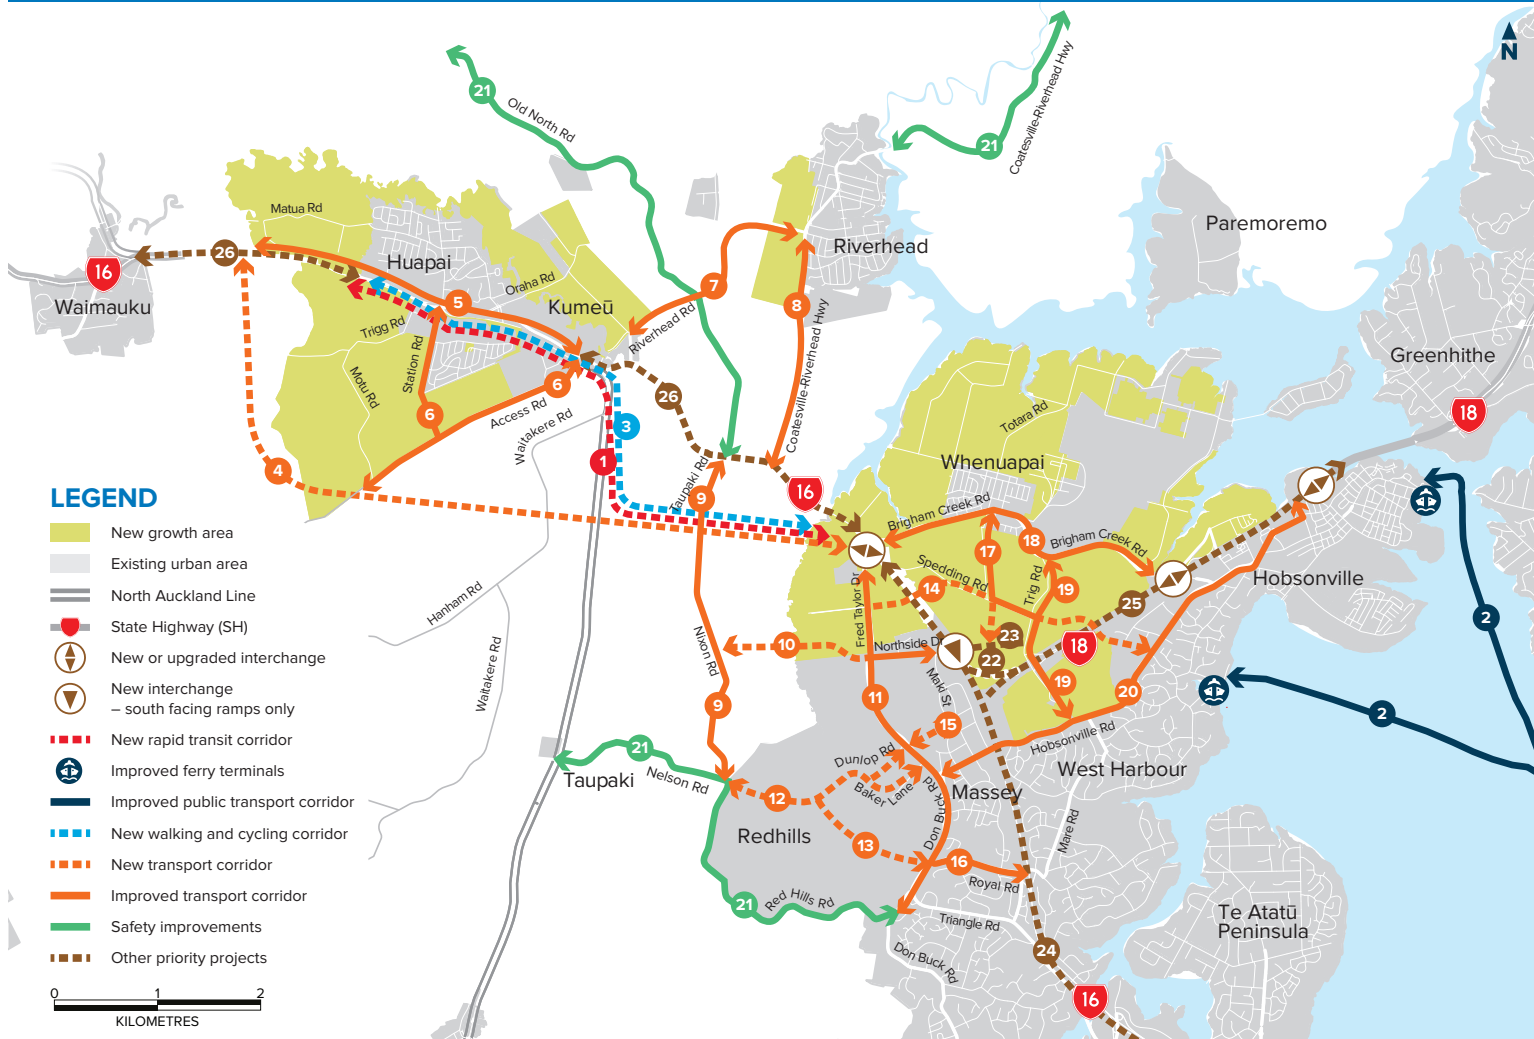 N
21
Old North Rd
21
Coatesville-Riverhead Hwy
Matua Rd
Paremoremo
Riverhead
26
Huapai
16
Waimauku
Oraha Rd
Kumeū
5
7
8
Riverhead Rd
Coatesville-Riverhead Hwy
Trigg Rd
Station Rd
Motu Rd
Greenhithe
6
6
26
Access Rd
Waitakere Rd
3
18
Totara Rd
4
1
Whenuapai
Taupaki Rd
9
16
Brigham Creek Rd
17
18
Brigham Creek Rd
Spedding Rd
14
Trig Rd
19
Hobsonville
Fred Taylor Dr
25
2
Hanham Rd
Waitakere Rd
Nixon Rd
10
Northside Dr
23
22
18
Maki St
19
20
2
9
11
15
Hobsonville Rd
21
Taupaki
Nelson Rd
Dunlop Rd
West Harbour
Baker Lane
Massey
12
Don Buck Rd
Redhills
13
Mare Rd
16
Royal Rd
21
Red Hills Rd
Triangle Rd
Te Atatū
Peninsula
Don Buck Rd
24
16
LEGEND
New growth area
Existing urban area
North Auckland Line
State Highway (SH)
New or upgraded interchange
New interchange
– south facing ramps only
New rapid transit corridor
Improved ferry terminals
Improved public transport corridor
New walking and cycling corridor
New transport corridor
Improved transport corridor
Safety improvements
Other priority projects
0 1 2
KILOMETRES